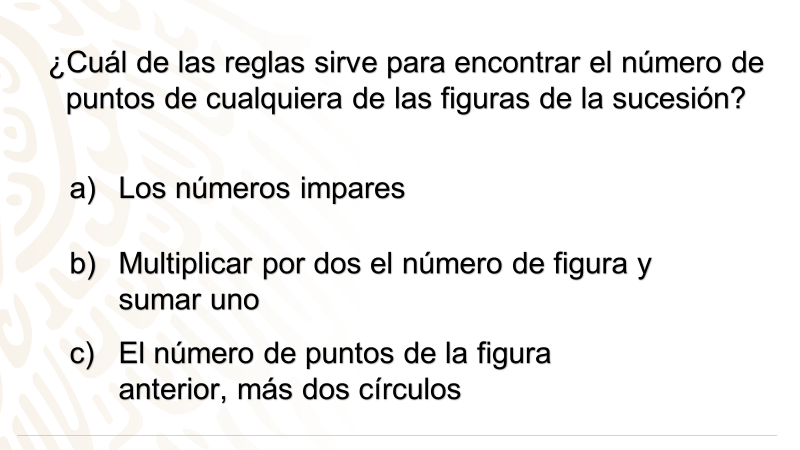 ¿Cuál de las reglas sirve para encontrar el número de
puntos de cualquiera de las figuras de la sucesión?
a) Los números impares
b) Multiplicar por dos el número de figura y
sumar uno
c) El número de puntos de la figura
anterior, más dos círculos